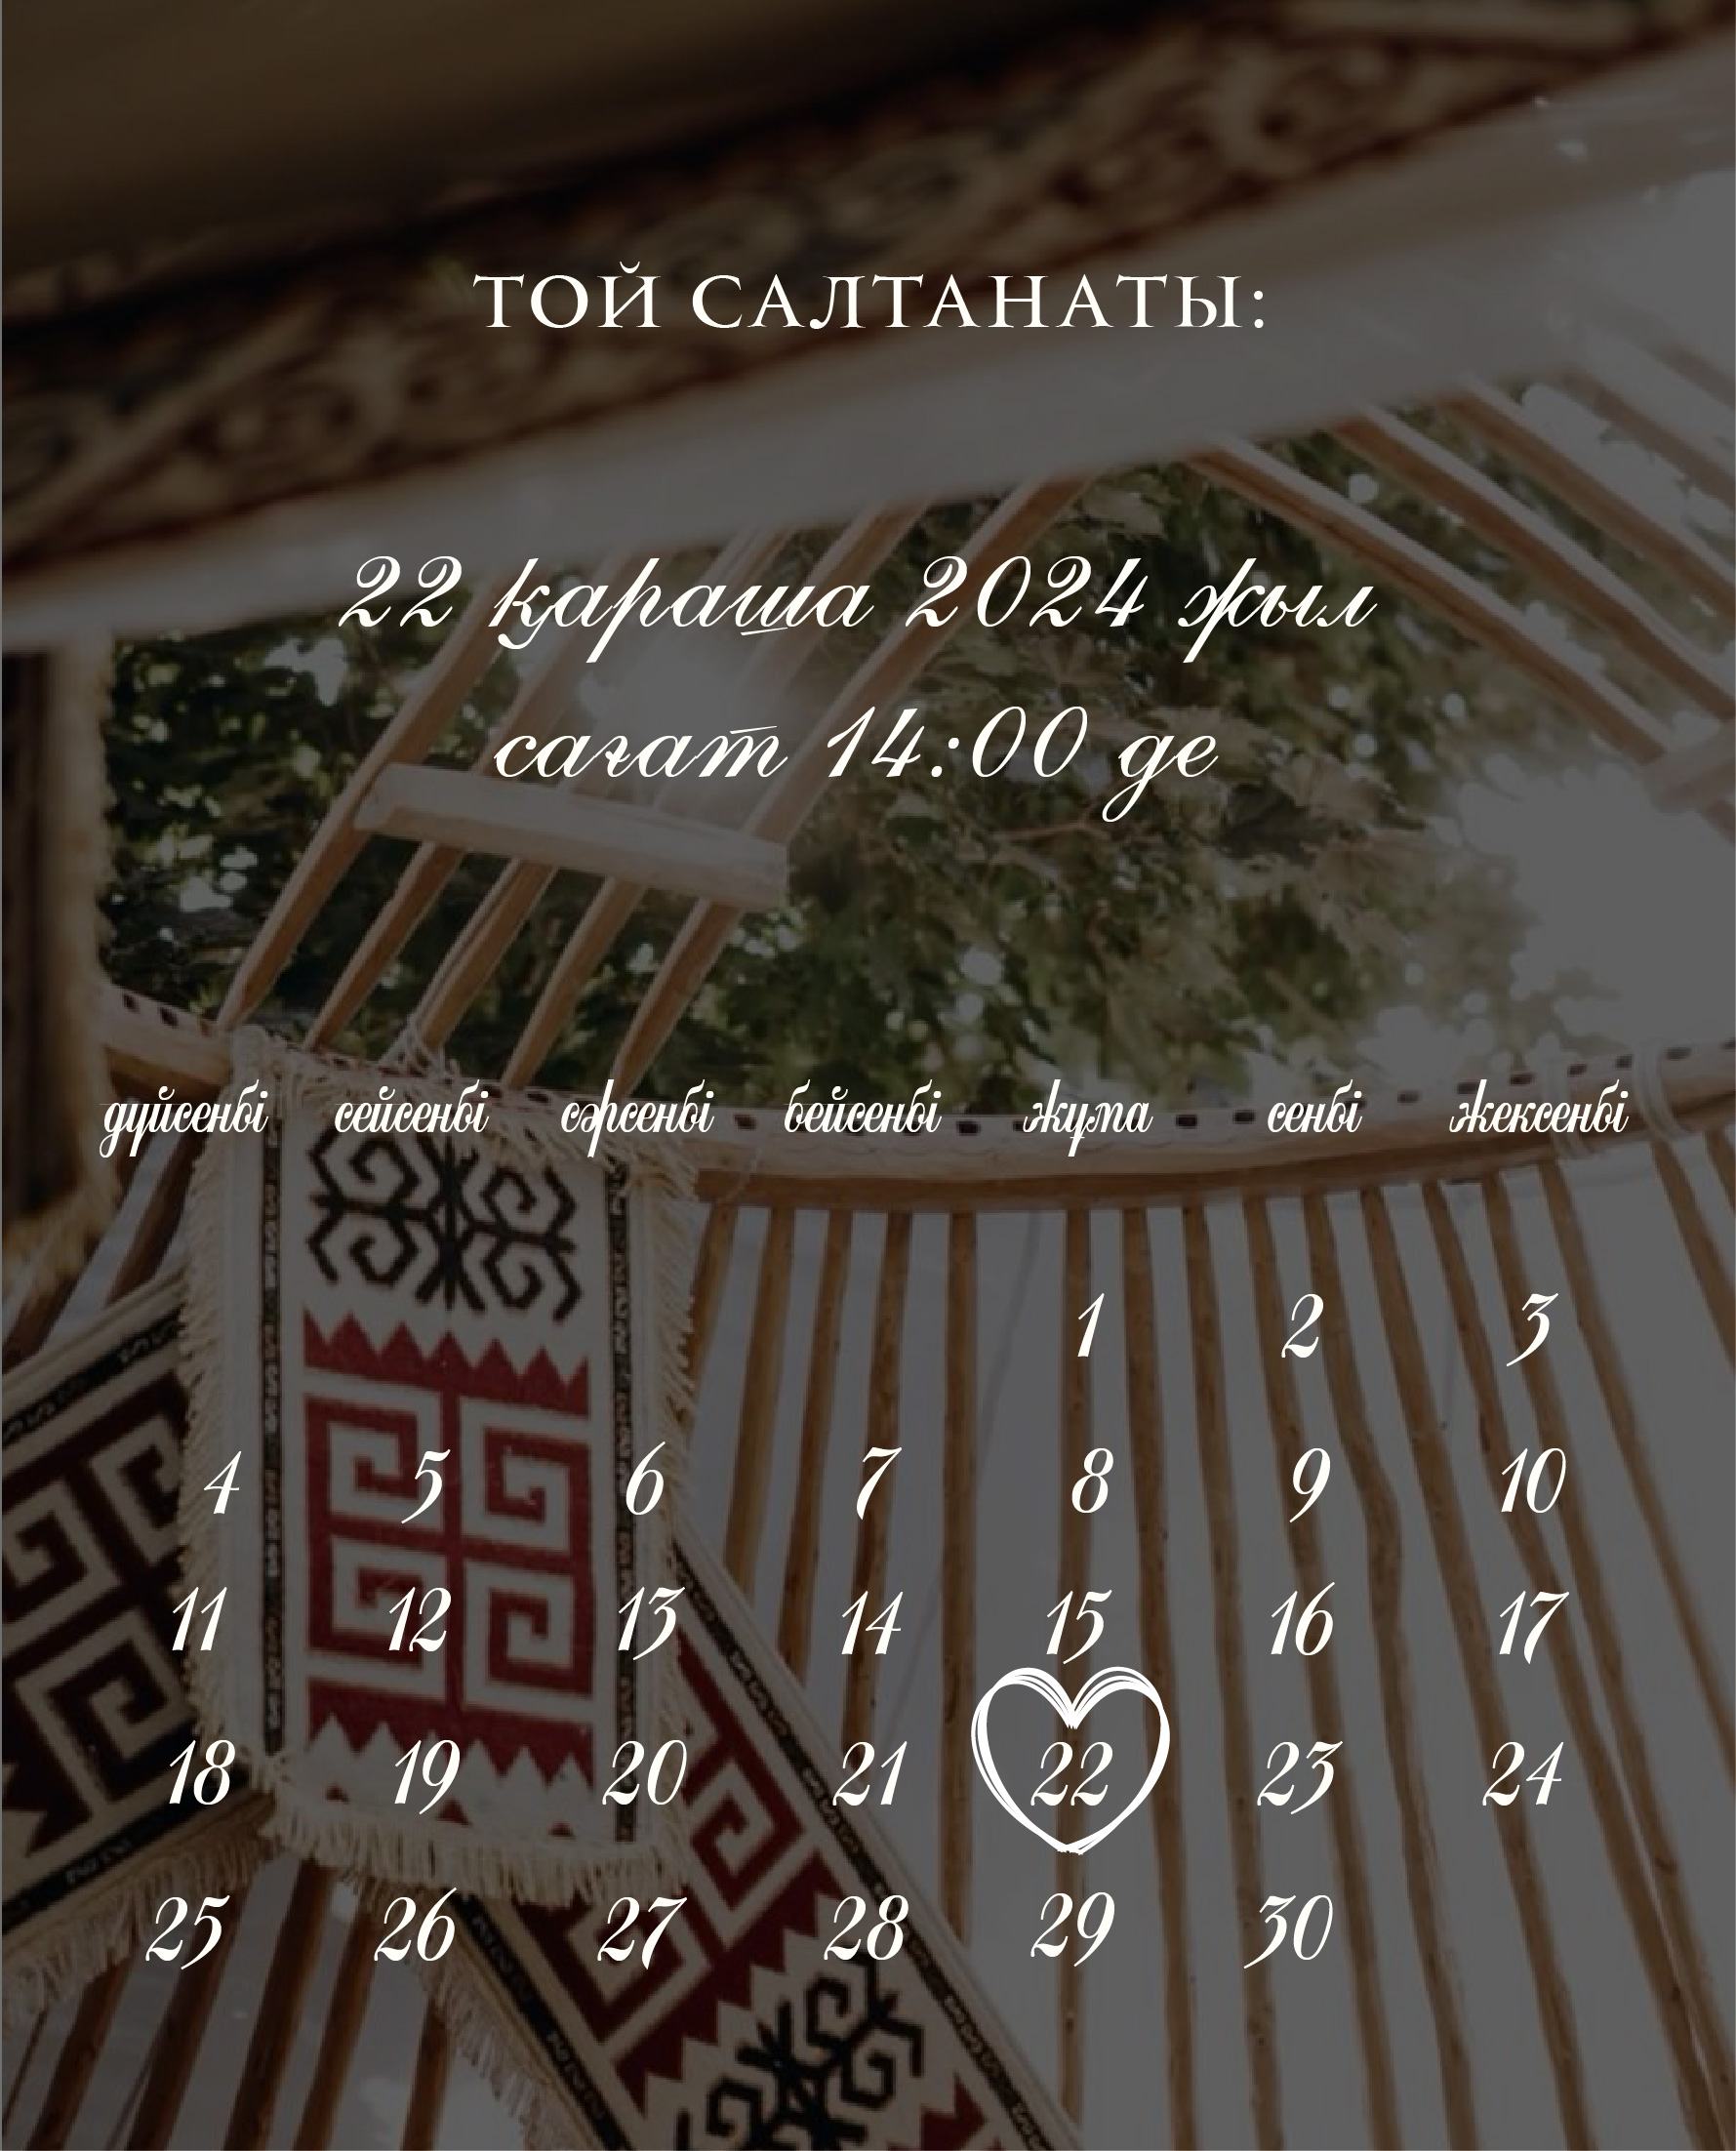 ТОЙ САЛТАНАТЫ:
22 қараша 2024 жыл
сағат 14:00 де
дүйсенбі сейсенбі сәрсенбі бейсенбі жұма сенбі жексенбі
1 2 3
4 5 6 7 8 9 10
11 12 13 14 15 16 17
18 19 20 21 22 23 24
25 26 27 28 29 30